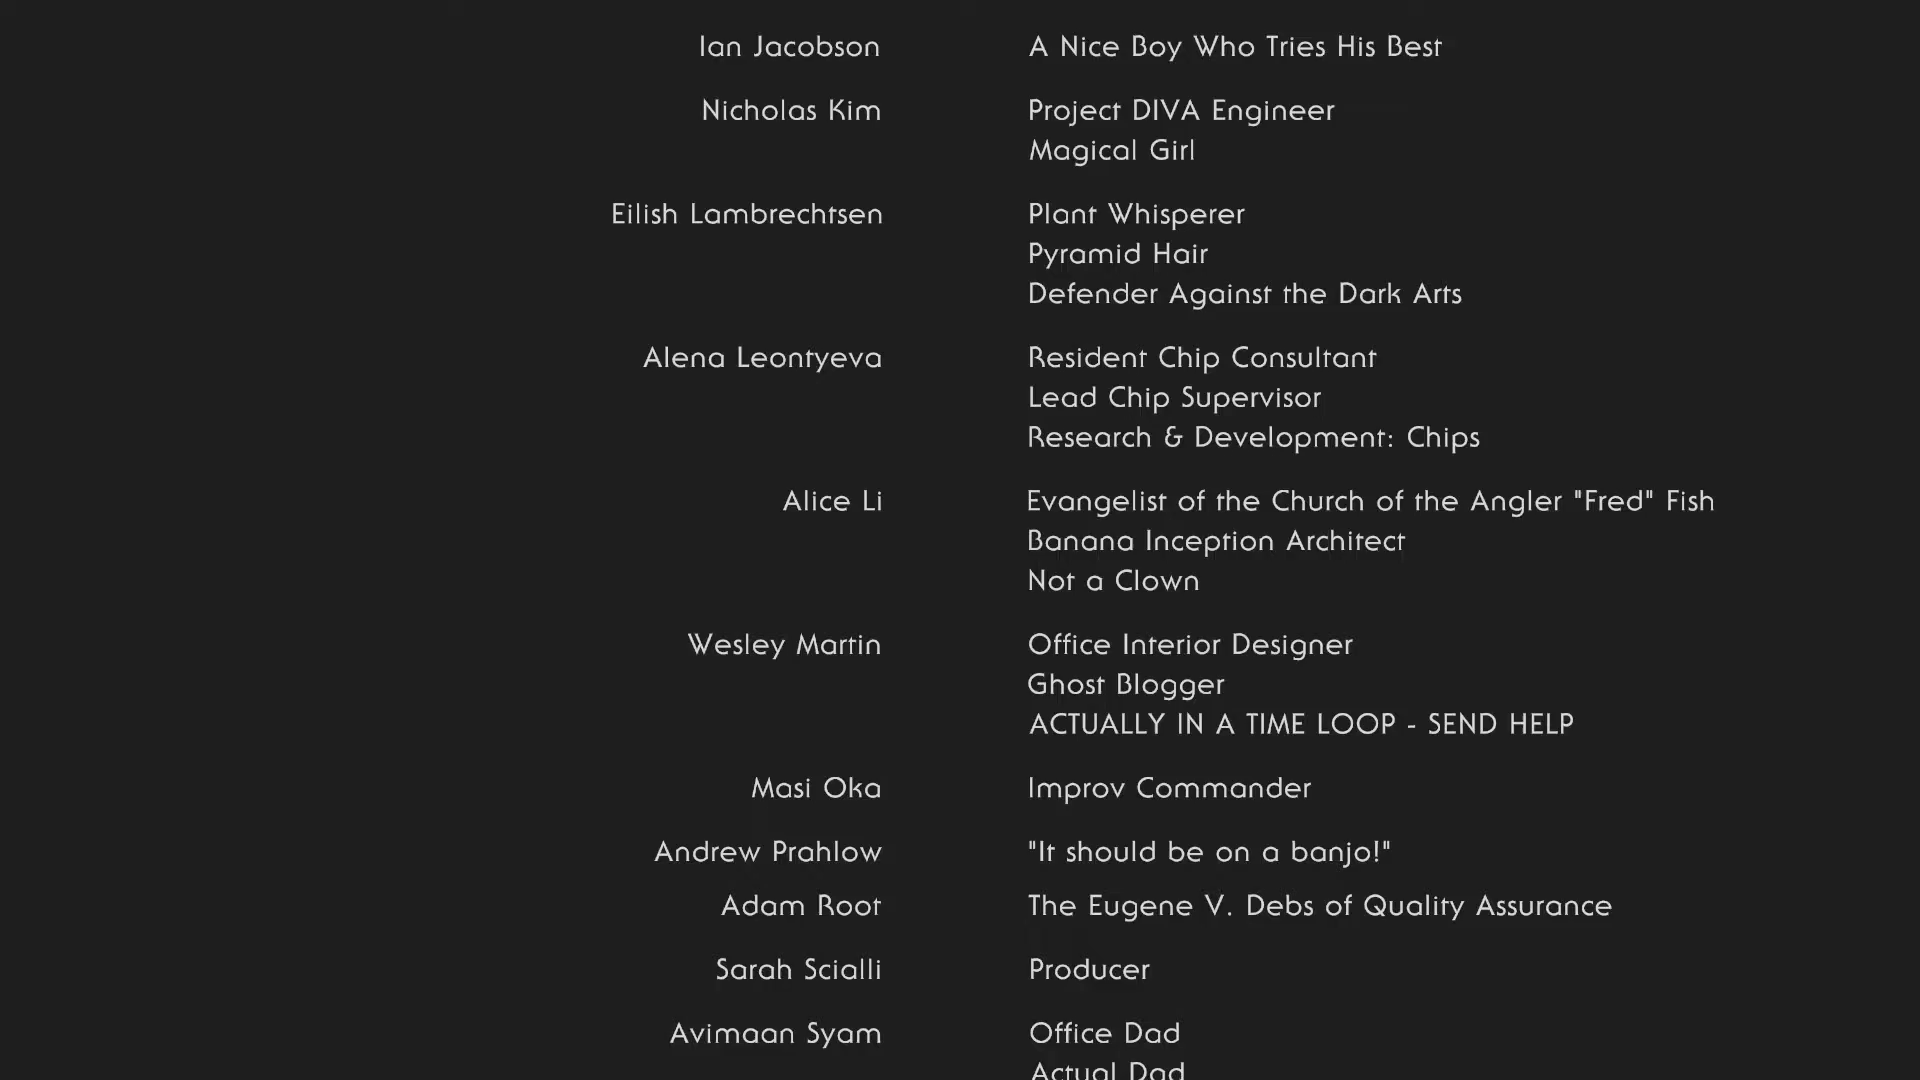 Ian Jacobson A Nice Boy Who Tries His Best
Nicholas Kim Project DIVA Engineer
Magical Girl
Eilish Lambrechtsen Plant Whisperer
Pyramid Hair
Defender Against the Dark Arts
Alena Leontyeva Resident Chip Consultant
Lead Chip Supervisor
Research & Development: Chips
Alice Li Evangelist of the Church of the Angler "Fred" Fish
Banana Inception Architect
Not a Clown
Wesley Martin Office Interior Designer
Ghost Blogger
ACTUALLY IN A TIME LOOP - SEND HELP
Masi Oka Improv Commander
Andrew Prahlow "It should be on a banjo!"
Adam Root The Eugene V. Debs of Quality Assurance
Sarah Scialli Producer
Avimaan Syam Office Dad
Actual Dad